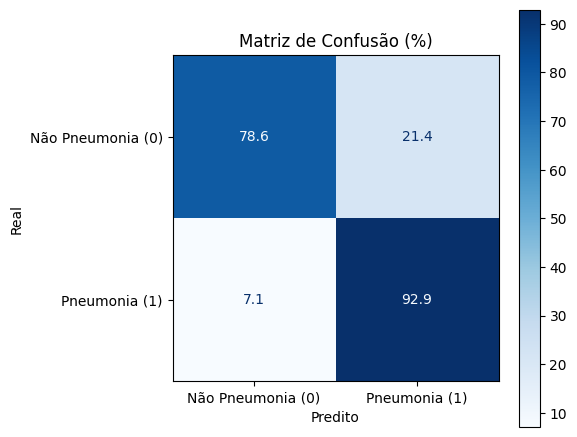 Matriz de Confusão (%)
Real
Não Pneumonia (0)
78.6
21.4
Pneumonia (1)
7.1
92.9
Não Pneumonia (0)
Pneumonia (1)
Predito
90
80
70
60
50
40
30
20
10